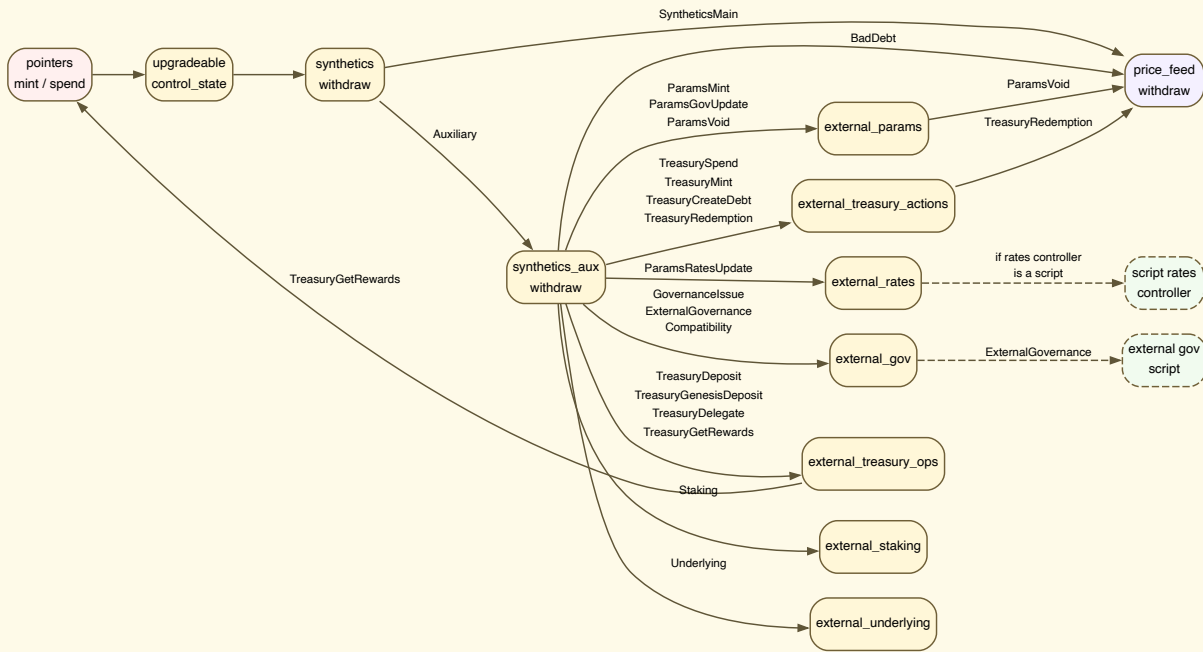 SyntheticsMain
BadDebt
pointers
mint / spend
upgradeable
control_state
synthetics
withdraw
price_feed
withdraw
ParamsMint
ParamsGovUpdate
ParamsVoid
ParamsVoid
external_params
TreasuryRedemption
Auxiliary
TreasurySpend
TreasuryMint
TreasuryCreateDebt
TreasuryRedemption
external_treasury_actions
synthetics_aux
withdraw
ParamsRatesUpdate
external_rates
if rates controller
is a script
script rates
controller
TreasuryGetRewards
GovernanceIssue
ExternalGovernance
Compatibility
external_gov
ExternalGovernance
external gov
script
TreasuryDeposit
TreasuryGenesisDeposit
TreasuryDelegate
TreasuryGetRewards
external_treasury_ops
Staking
external_staking
Underlying
external_underlying